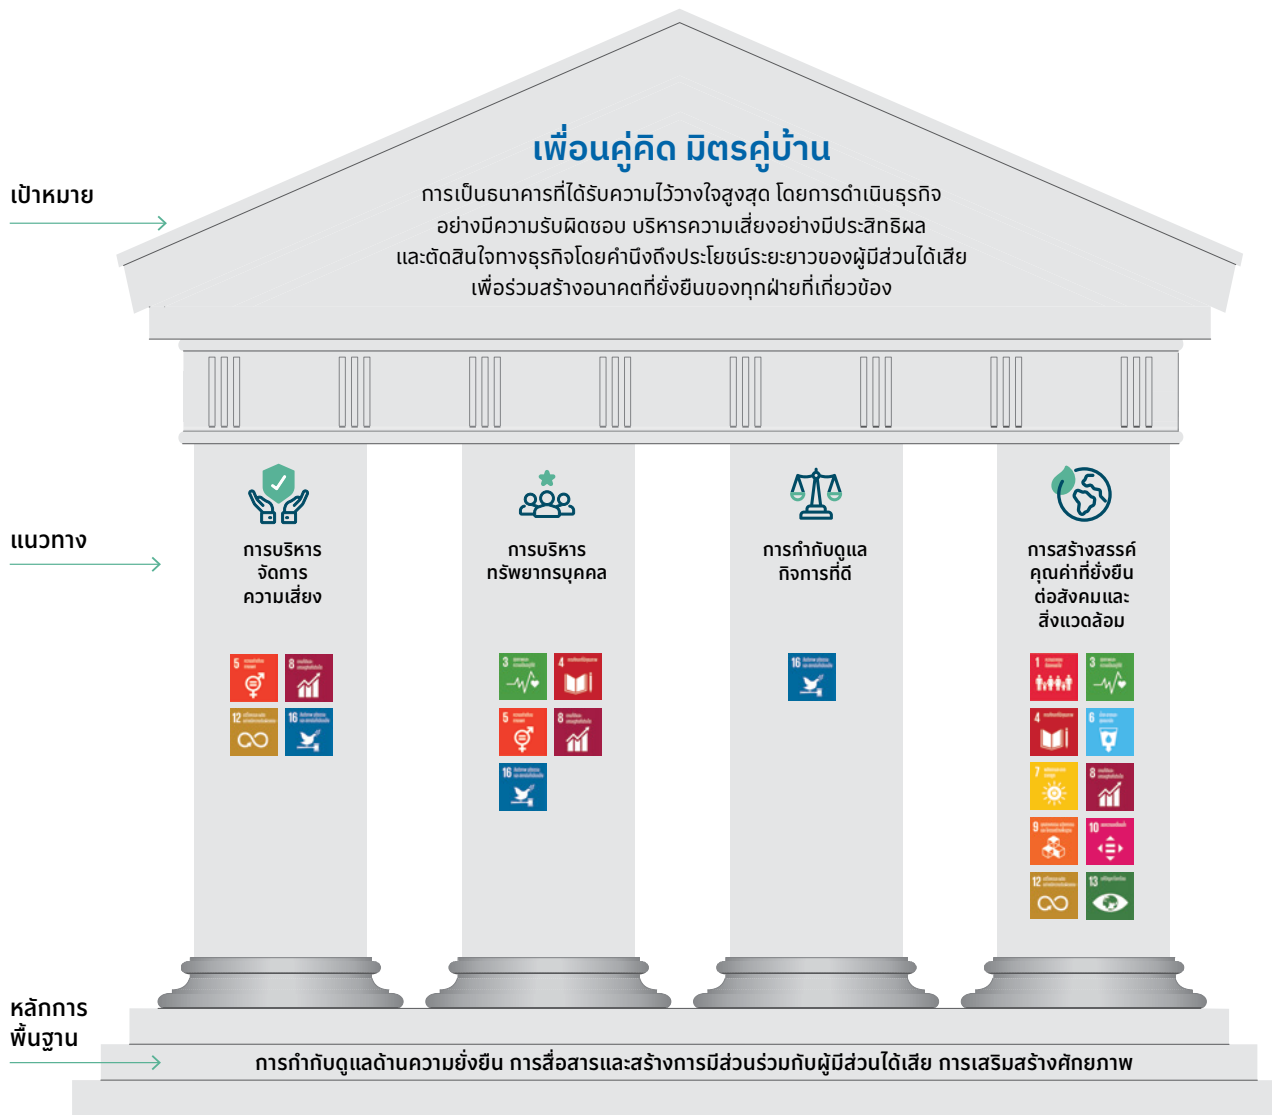 เพื่อนคู่คิด มิตรคู่บ้าน
เป้าหมาย
การเป็นธนาคารที่ได้รับความไว้วางใจสูงสุด โดยการดำเนินธุรกิจ
อย่างมีความรับผิดชอบ บริหารความเสี่ยงอย่างมีประสิทธิผล
และตัดสินใจทางธุรกิจโดยคำนึงถึงประโยชน์ระยะยาวของผู้มีส่วนได้เสีย
เพื่อร่วมสร้างอนาคตที่ยั่งยืนของทุกฝ่ายที่เกี่ยวข้อง
แนวทาง
การบริหาร
จัดการ
ความเสี่ยง
5
8
12
16
การบริหาร
ทรัพยากรบุคคล
3
4
5
8
16
การกำกับดูแล
กิจการที่ดี
16
การสร้างสรรค์
คุณค่าที่ยั่งยืน
ต่อสังคมและ
สิ่งแวดล้อม
1
3
4
6
7
8
9
10
12
13
หลักการ
พื้นฐาน
การกำกับดูแลด้านความยั่งยืน การสื่อสารและสร้างการมีส่วนร่วมกับผู้มีส่วนได้เสีย การเสริมสร้างศักยภาพ